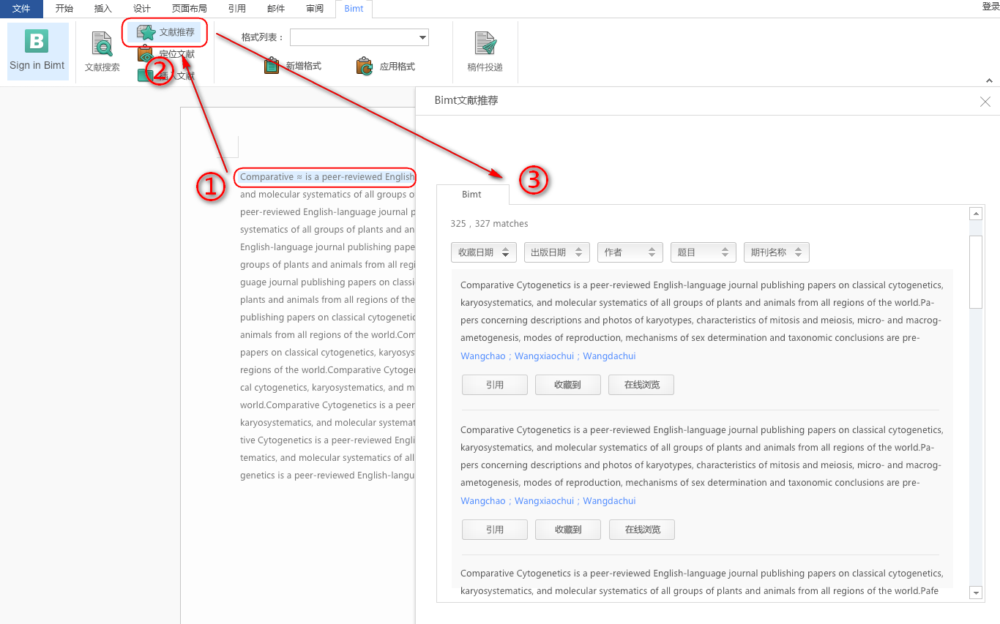 文件 开始 插入 设计 页面布局 引用 邮件 审阅 Bimt 登录
B
Sign in Bimt
文献搜索
文献推荐
定位文献
插入文献
格式列表：
新增格式
应用格式
稿件投递
①
②
③
Comparative ≈ is a peer-reviewed English
and molecular systematics of all groups o
peer-reviewed English-language journal p
systematics of all groups of plants and an
English-language journal publishing pape
groups of plants and animals from all regi
guage journal publishing papers on classi
plants and animals from all regions of the
publishing papers on classical cytogenetic
animals from all regions of the world.Com
papers on classical cytogenetics, karyosys
regions of the world.Comparative Cytoger
cal cytogenetics, karyosystematics, and m
world.Comparative Cytogenetics is a peer
karyosystematics, and molecular systemat
tive Cytogenetics is a peer-reviewed Engli
tematics, and molecular systematics of all
genetics is a peer-reviewed English-langu
Bimt文献推荐
Bimt
325 , 327 matches
收藏日期 出版日期 作者 题目 期刊名称
Comparative Cytogenetics is a peer-reviewed English-language journal publishing papers on classical cytogenetics,
karyosystematics, and molecular systematics of all groups of plants and animals from all regions of the world.Pa-
pers concerning descriptions and photos of karyotypes, characteristics of mitosis and meiosis, micro- and macrog-
ametogenesis, modes of reproduction, mechanisms of sex determination and taxonomic conclusions are pre-
Wangchao ; Wangxiaochui ; Wangdachui
引用 收藏到 在线浏览
Comparative Cytogenetics is a peer-reviewed English-language journal publishing papers on classical cytogenetics,
karyosystematics, and molecular systematics of all groups of plants and animals from all regions of the world.Pa-
pers concerning descriptions and photos of karyotypes, characteristics of mitosis and meiosis, micro- and macrog-
ametogenesis, modes of reproduction, mechanisms of sex determination and taxonomic conclusions are pre-
Wangchao ; Wangxiaochui ; Wangdachui
引用 收藏到 在线浏览
Comparative Cytogenetics is a peer-reviewed English-language journal publishing papers on classical cytogenetics,
karyosystematics, and molecular systematics of all groups of plants and animals from all regions of the world.Pafe